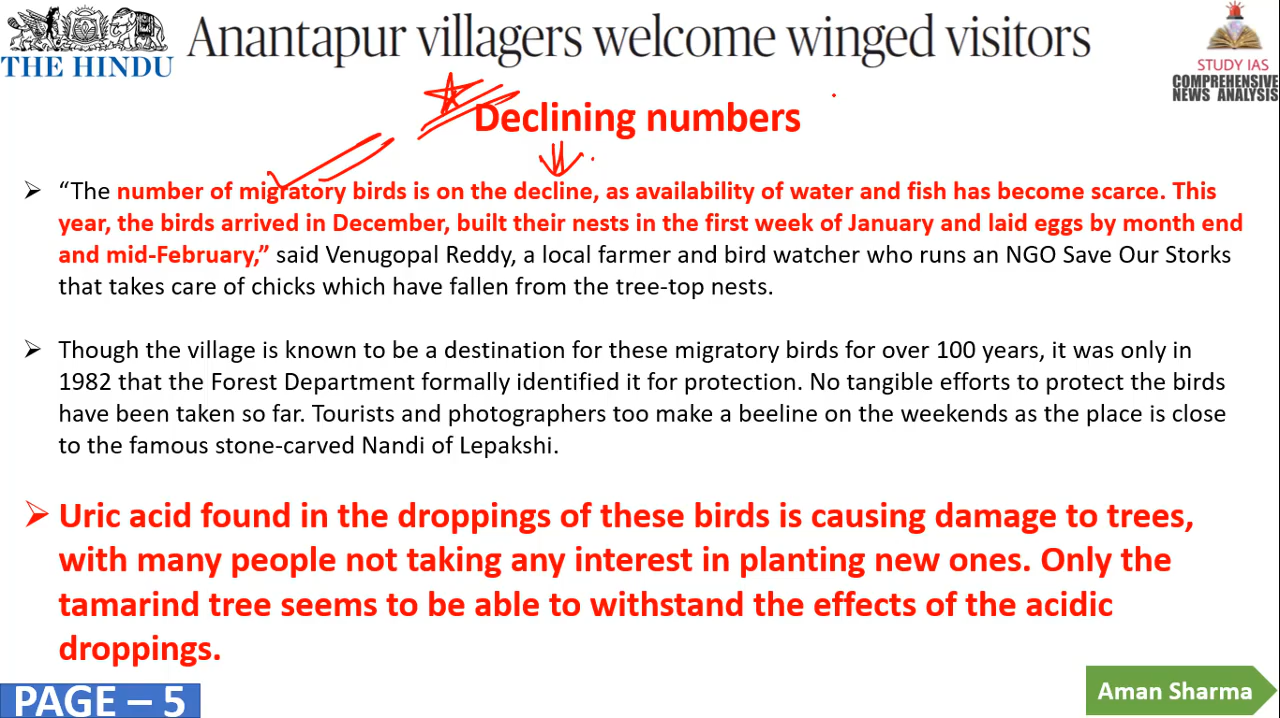 Anantapur villagers welcome winged visitors
THE HINDU
STUDY IAS
COMPREHENSIVE
NEWS ANALYSIS
Declining numbers
“The number of migratory birds is on the decline, as availability of water and fish has become scarce. This
year, the birds arrived in December, built their nests in the first week of January and laid eggs by month end
and mid-February,” said Venugopal Reddy, a local farmer and bird watcher who runs an NGO Save Our Storks
that takes care of chicks which have fallen from the tree-top nests.
Though the village is known to be a destination for these migratory birds for over 100 years, it was only in
1982 that the Forest Department formally identified it for protection. No tangible efforts to protect the birds
have been taken so far. Tourists and photographers too make a beeline on the weekends as the place is close
to the famous stone-carved Nandi of Lepakshi.
Uric acid found in the droppings of these birds is causing damage to trees,
with many people not taking any interest in planting new ones. Only the
tamarind tree seems to be able to withstand the effects of the acidic
droppings.
PAGE – 5
Aman Sharma